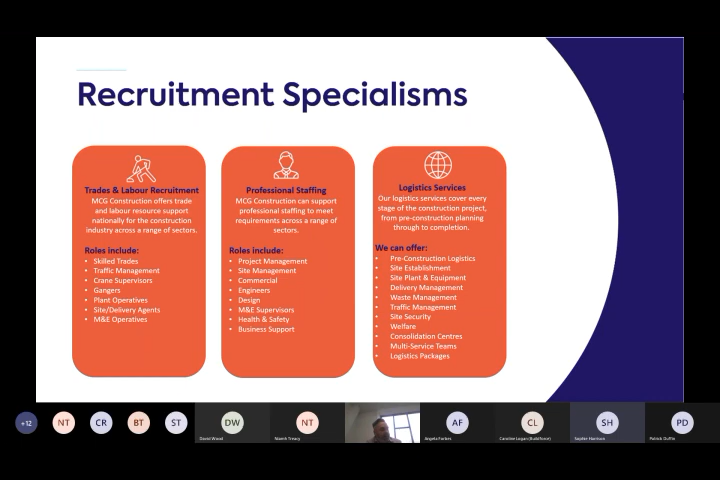 Recruitment Specialisms
Trades & Labour Recruitment
MCG Construction offers trade
and labour resource support
nationally for the construction
industry across a range of sectors.
Roles include:
• Skilled Trades
• Traffic Management
• Crane Supervisors
• Gangers
• Plant Operatives
• Site/Delivery Agents
• M&E Operatives
Professional Staffing
MCG Construction can support
professional staffing to meet
requirements across a range of
sectors.
Roles include:
• Project Management
• Site Management
• Commercial
• Engineers
• Design
• M&E Supervisors
• Health & Safety
• Business Support
Logistics Services
Our logistics services cover every
stage of the construction project,
from pre-construction planning
through to completion.
We can offer:
• Pre-Construction Logistics
• Site Establishment
• Site Plant & Equipment
• Delivery Management
• Waste Management
• Traffic Management
• Site Security
• Welfare
• Consolidation Centres
• Multi-Service Teams
• Logistics Packages
+12 NT CR BT ST DW NT AF CL SH PD
David Wood Niamh Treacy Angela Forbes Caroline Logan (Buildforce) Saphir Harrison Patrick Duffin